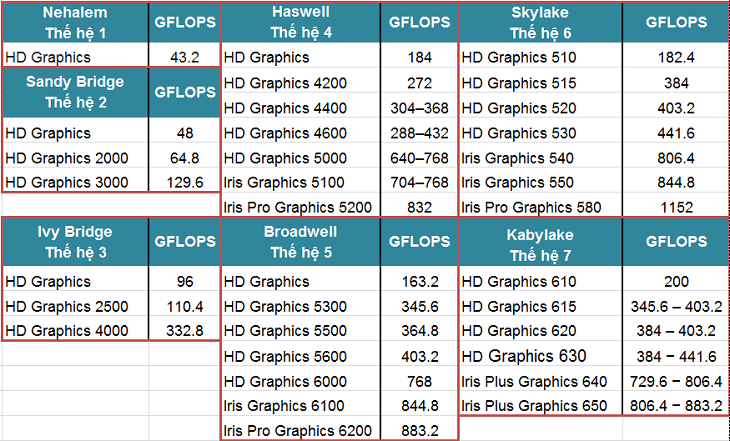 Nehalem
Thế hệ 1
GFLOPS
HD Graphics 43.2
Sandy Bridge
Thế hệ 2
GFLOPS
HD Graphics 48
HD Graphics 2000 64.8
HD Graphics 3000 129.6
Ivy Bridge
Thế hệ 3
GFLOPS
HD Graphics 96
HD Graphics 2500 110.4
HD Graphics 4000 332.8
Haswell
Thế hệ 4
GFLOPS
HD Graphics 184
HD Graphics 4200 272
HD Graphics 4400 304–368
HD Graphics 4600 288–432
HD Graphics 5000 640–768
Iris Graphics 5100 704–768
Iris Pro Graphics 5200 832
Broadwell
Thế hệ 5
GFLOPS
HD Graphics 163.2
HD Graphics 5300 345.6
HD Graphics 5500 364.8
HD Graphics 5600 403.2
HD Graphics 6000 768
Iris Graphics 6100 844.8
Iris Pro Graphics 6200 883.2
Skylake
Thế hệ 6
GFLOPS
HD Graphics 510 182.4
HD Graphics 515 384
HD Graphics 520 403.2
HD Graphics 530 441.6
Iris Graphics 540 806.4
Iris Graphics 550 844.8
Iris Pro Graphics 580 1152
Kabylake
Thế hệ 7
GFLOPS
HD Graphics 610 200
HD Graphics 615 345.6 – 403.2
HD Graphics 620 384 – 403.2
HD Graphics 630 384 – 441.6
Iris Plus Graphics 640 729.6 – 806.4
Iris Plus Graphics 650 806.4 – 883.2